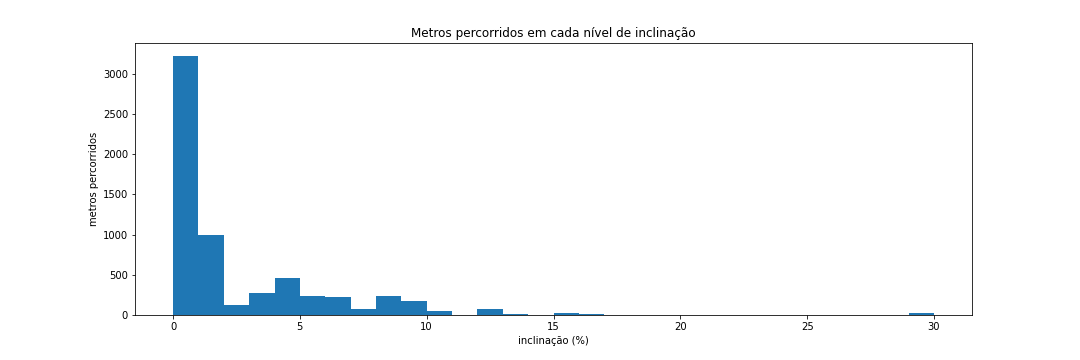 Metros percorridos em cada nível de inclinação
metros percorridos
3000
2500
2000
1500
1000
500
0
0 5 10 15 20 25 30
inclinação (%)